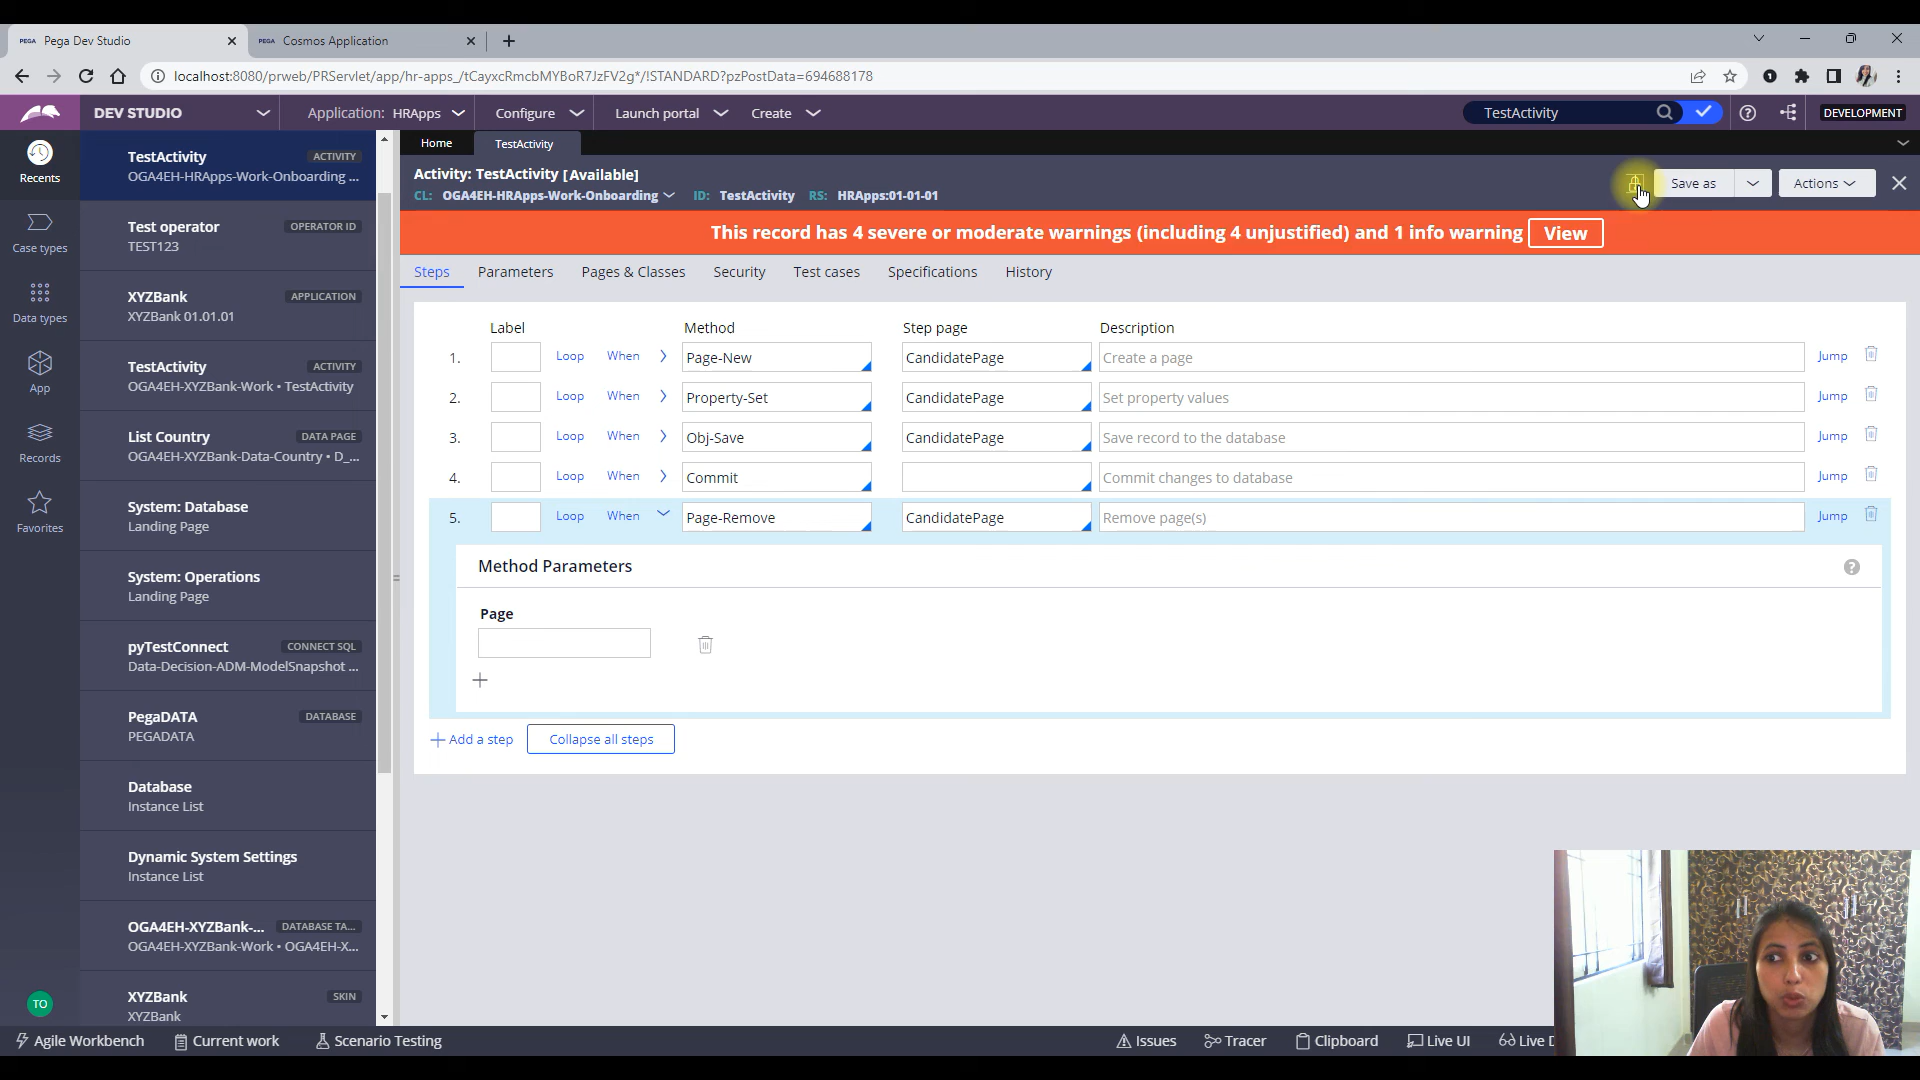 PEGA Pega Dev Studio
PEGA Cosmos Application
localhost:8080/prweb/PRServlet/app/hr-apps_/tCayxcRmcbMYBoR7JzFV2g*/!STANDARD?pzPostData=694688178
DEV STUDIO
Application: HRApps
Configure
Launch portal
Create
TestActivity
DEVELOPMENT
Recents
Case types
Data types
App
Records
Favorites
TO
TestActivity ACTIVITY
OGA4EH-HRApps-Work-Onboarding ...
Test operator OPERATOR ID
TEST123
XYZBank APPLICATION
XYZBank 01.01.01
TestActivity ACTIVITY
OGA4EH-XYZBank-Work • TestActivity
List Country DATA PAGE
OGA4EH-XYZBank-Data-Country • D_...
System: Database
Landing Page
System: Operations
Landing Page
pyTestConnect CONNECT SQL
Data-Decision-ADM-ModelSnapshot ...
PegaDATA DATABASE
PEGADATA
Database
Instance List
Dynamic System Settings
Instance List
OGA4EH-XYZBank-... DATABASE TA...
OGA4EH-XYZBank-Work • OGA4EH-X...
XYZBank SKIN
XYZBank
Home
TestActivity
Activity: TestActivity [Available]
CL: OGA4EH-HRApps-Work-Onboarding ID: TestActivity RS: HRApps:01-01-01
Save as
Actions
This record has 4 severe or moderate warnings (including 4 unjustified) and 1 info warning View
Steps Parameters Pages & Classes Security Test cases Specifications History
Label Method Step page Description
1. Loop When Page-New CandidatePage Create a page Jump
2. Loop When Property-Set CandidatePage Set property values Jump
3. Loop When Obj-Save CandidatePage Save record to the database Jump
4. Loop When Commit Commit changes to database Jump
5. Loop When Page-Remove CandidatePage Remove page(s) Jump
Method Parameters
Page
Add a step
Collapse all steps
Agile Workbench
Current work
Scenario Testing
Issues
Tracer
Clipboard
Live UI
Live D